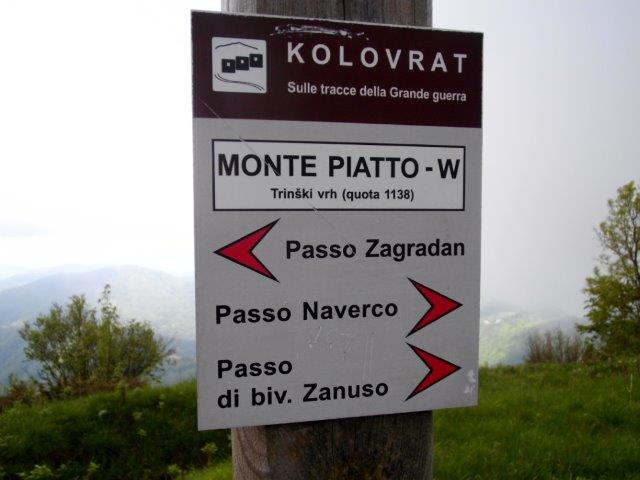 KOLOVRAT
Sulle tracce della Grande guerra
MONTE PIATTO - W
Trinški vrh (quota 1138)
Passo Zagradan
Passo Naverco
Passo
di biv. Zanuso